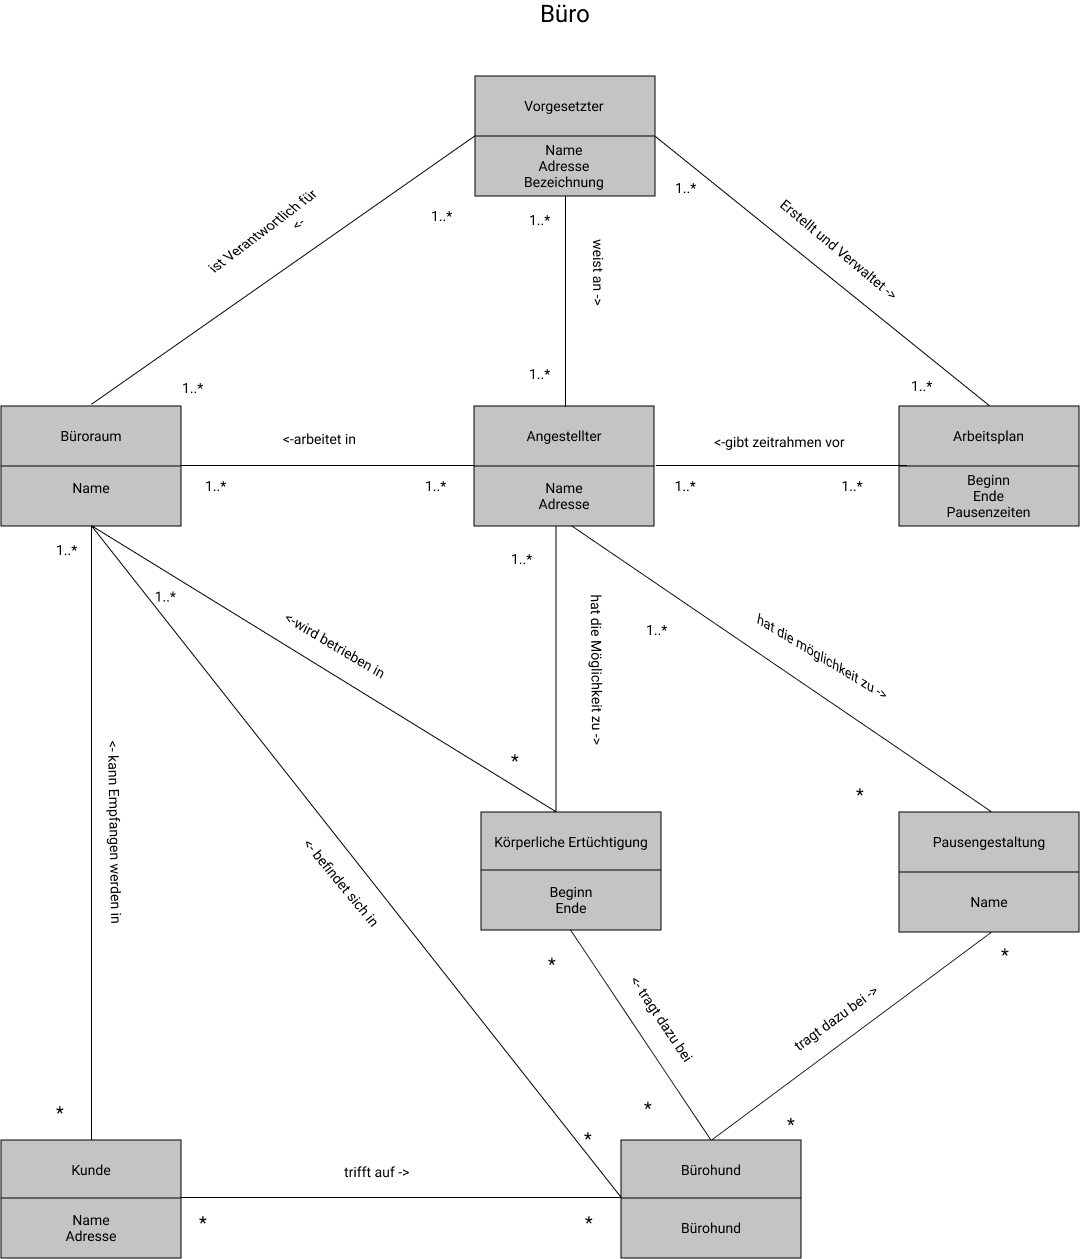 Büro
Vorgesetzter
Name
Adresse
Bezeichnung
1..*
1..*
1..*
ist Verantwortlich für
<-
weist an ->
Erstellt und Verwaltet ->
1..*
1..*
1..*
Büroraum
Name
<-arbeitet in
1..*
1..*
Angestellter
Name
Adresse
<-gibt zeitrahmen vor
1..*
1..*
Arbeitsplan
Beginn
Ende
Pausenzeiten
1..*
1..*
1..*
1..*
<-wird betrieben in
hat die Möglichkeit zu ->
hat die möglichkeit zu ->
*
*
<- kann Empfangen werden in
<- befindet sich in
Körperliche Ertüchtigung
Beginn
Ende
Pausengestaltung
Name
*
*
<- tragt dazu bei
tragt dazu bei ->
*
*
*
*
Kunde
Name
Adresse
trifft auf ->
*
*
Bürohund
Bürohund